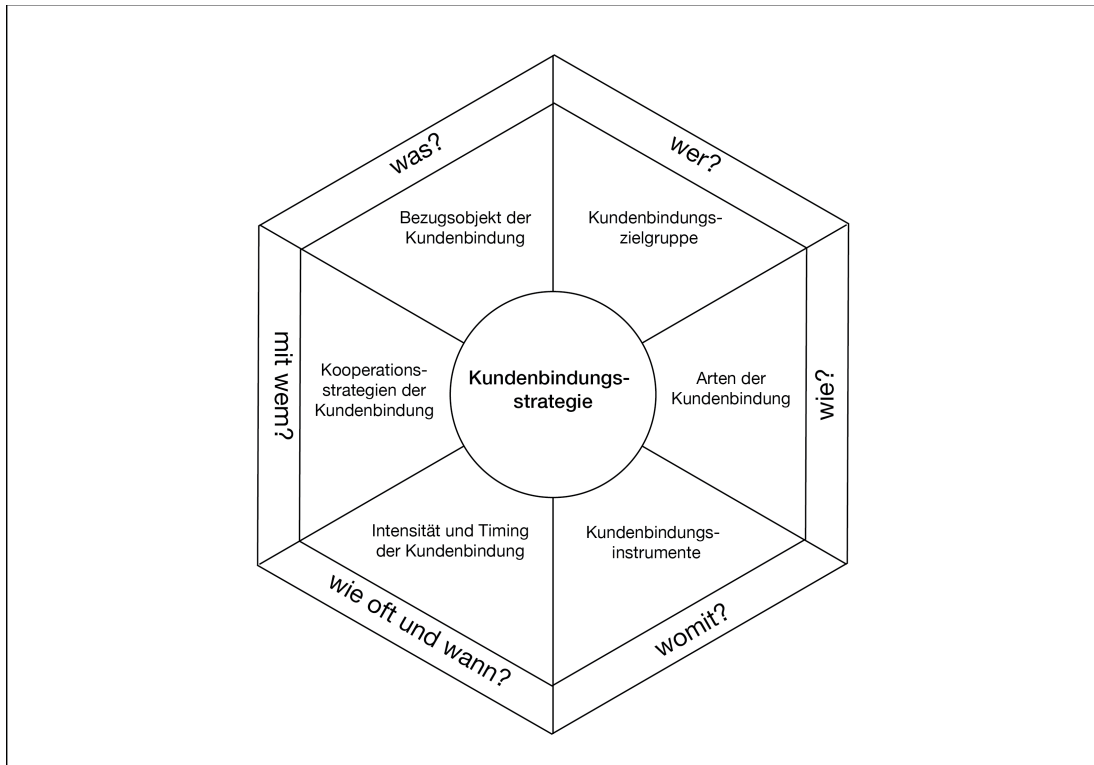 was?
wer?
Bezugsobjekt der
Kundenbindung
Kundenbindungs-
zielgruppe
mit wem?
Kooperations-
strategien der
Kundenbindung
Kundenbindungs-
strategie
Arten der
Kundenbindung
wie?
Intensität und Timing
der Kundenbindung
Kundenbindungs-
instrumente
wie oft und wann?
womit?